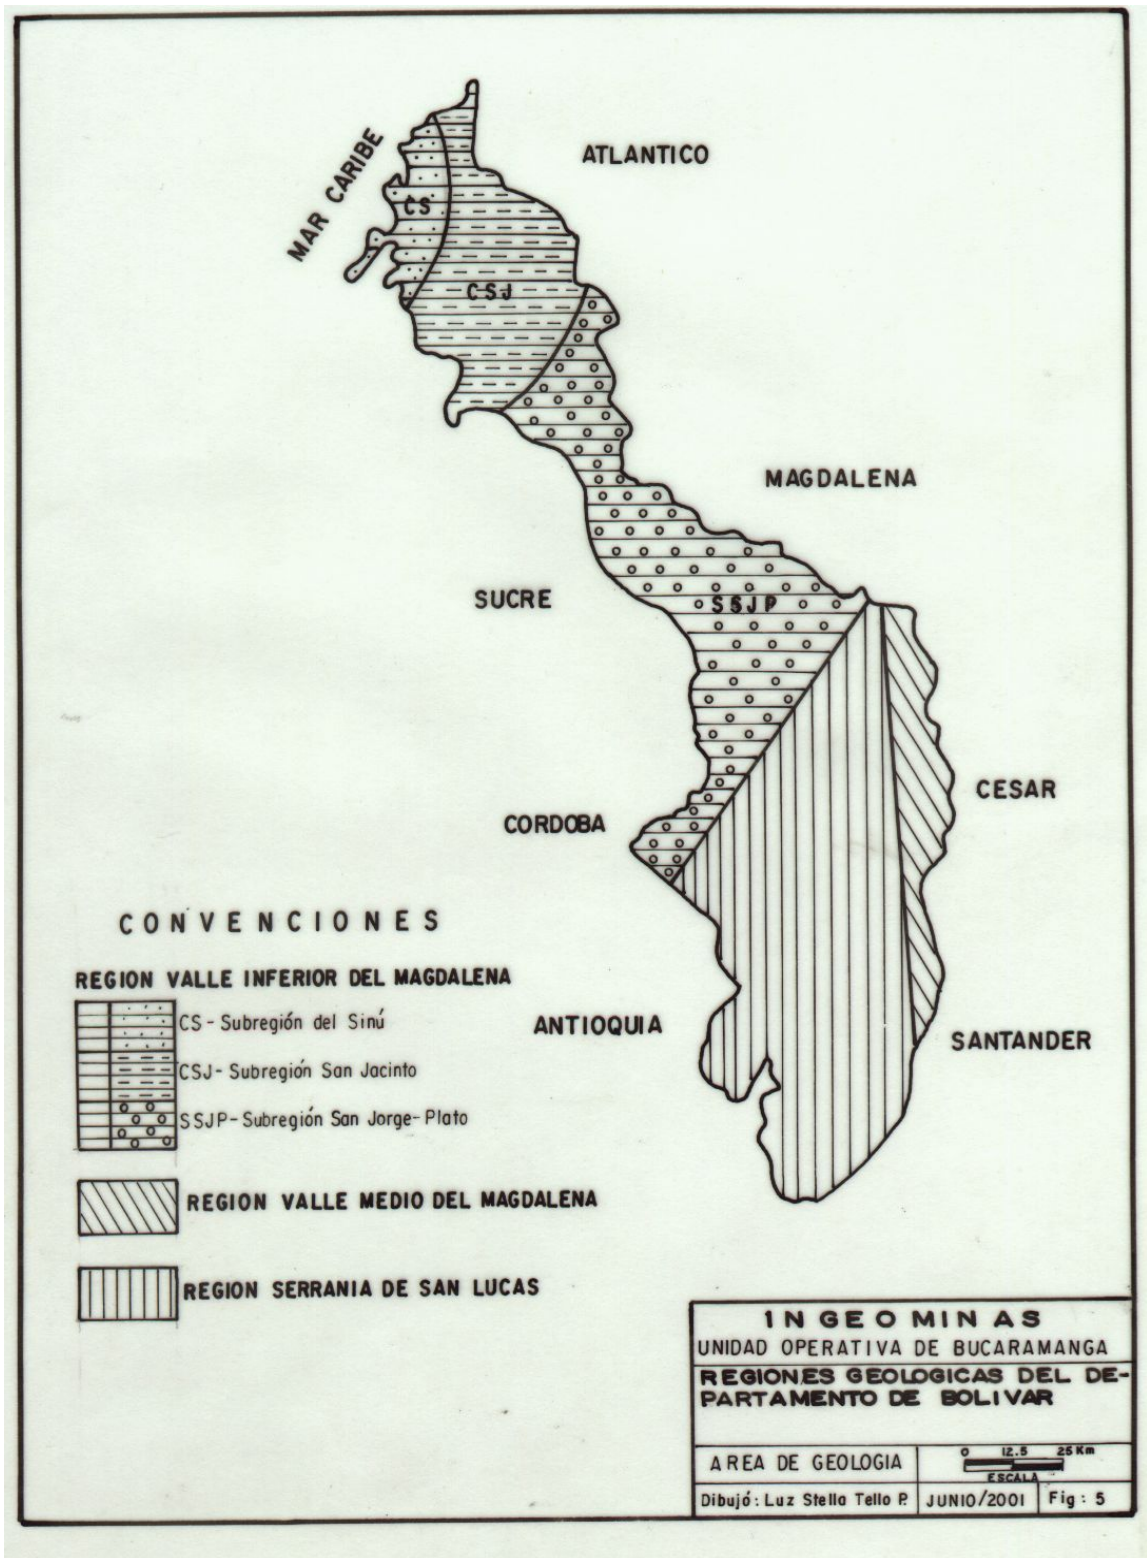 ATLANTICO
MAR CARIBE
CS
CSJ
MAGDALENA
SUCRE
SSJP
CESAR
CORDOBA
ANTIOQUIA
SANTANDER
CONVENCIONES
REGION VALLE INFERIOR DEL MAGDALENA
CS - Subregión del Sinú
CSJ - Subregión San Jacinto
SSJP - Subregión San Jorge - Plato
REGION VALLE MEDIO DEL MAGDALENA
REGION SERRANIA DE SAN LUCAS
INGEOMINAS
UNIDAD OPERATIVA DE BUCARAMANGA
REGIONES GEOLOGICAS DEL DE-
PARTAMENTO DE BOLIVAR
AREA DE GEOLOGIA
0 12.5 25 Km
ESCALA
Dibujó: Luz Stella Tello P.
JUNIO/2001
Fig: 5